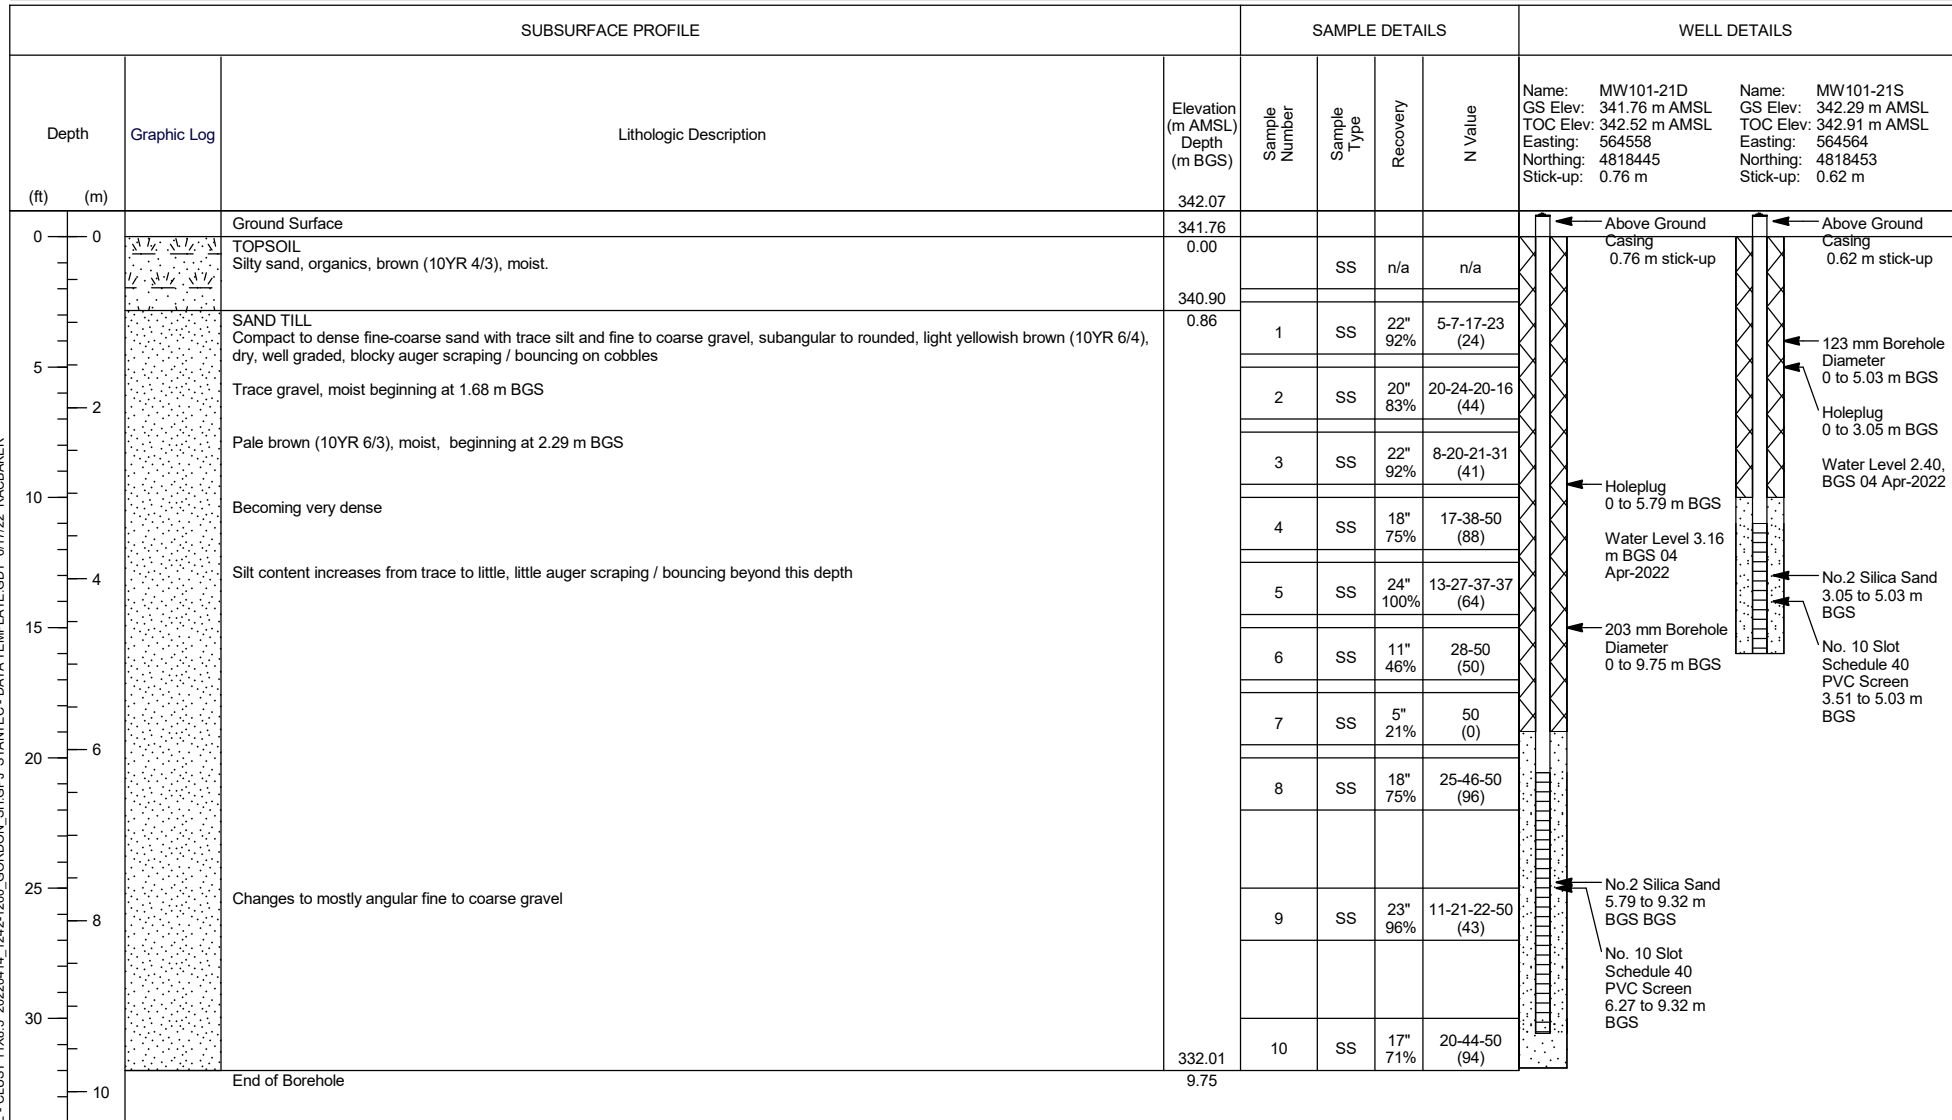 SUBSURFACE PROFILE
SAMPLE DETAILS
WELL DETAILS
Depth
(ft) (m)
Graphic Log
Lithologic Description
Elevation
(m AMSL)
Depth
(m BGS)
342.07
Sample
Number
Sample
Type
Recovery
N Value
Name: MW101-21D
GS Elev: 341.76 m AMSL
TOC Elev: 342.52 m AMSL
Easting: 564558
Northing: 4818445
Stick-up: 0.76 m
Name: MW101-21S
GS Elev: 342.29 m AMSL
TOC Elev: 342.91 m AMSL
Easting: 564564
Northing: 4818453
Stick-up: 0.62 m
0
5
10
15
20
25
30
0
2
4
6
8
10
Ground Surface
341.76
TOPSOIL
0.00
Silty sand, organics, brown (10YR 4/3), moist.
340.90
SAND TILL
0.86
Compact to dense fine-coarse sand with trace silt and fine to coarse gravel, subangular to rounded, light yellowish brown (10YR 6/4),
dry, well graded, blocky auger scraping / bouncing on cobbles
Trace gravel, moist beginning at 1.68 m BGS
Pale brown (10YR 6/3), moist, beginning at 2.29 m BGS
Becoming very dense
Silt content increases from trace to little, little auger scraping / bouncing beyond this depth
Changes to mostly angular fine to coarse gravel
332.01
End of Borehole
9.75
SS n/a n/a
1 SS 22" 5-7-17-23
92% (24)
2 SS 20" 20-24-20-16
83% (44)
3 SS 22" 8-20-21-31
92% (41)
4 SS 18" 17-38-50
75% (88)
5 SS 24" 13-27-37-37
100% (64)
6 SS 11" 28-50
46% (50)
7 SS 5" 50
21% (0)
8 SS 18" 25-46-50
75% (96)
9 SS 23" 11-21-22-50
96% (43)
10 SS 17" 20-44-50
71% (94)
Above Ground
Casing
0.76 m stick-up
Holeplug
0 to 5.79 m BGS
Water Level 3.16
m BGS 04
Apr-2022
203 mm Borehole
Diameter
0 to 9.75 m BGS
No.2 Silica Sand
5.79 to 9.32 m
BGS BGS
No. 10 Slot
Schedule 40
PVC Screen
6.27 to 9.32 m
BGS
Above Ground
Casing
0.62 m stick-up
123 mm Borehole
Diameter
0 to 5.03 m BGS
Holeplug
0 to 3.05 m BGS
Water Level 2.40,
BGS 04 Apr-2022
No.2 Silica Sand
3.05 to 5.03 m
BGS
No. 10 Slot
Schedule 40
PVC Screen
3.51 to 5.03 m
BGS